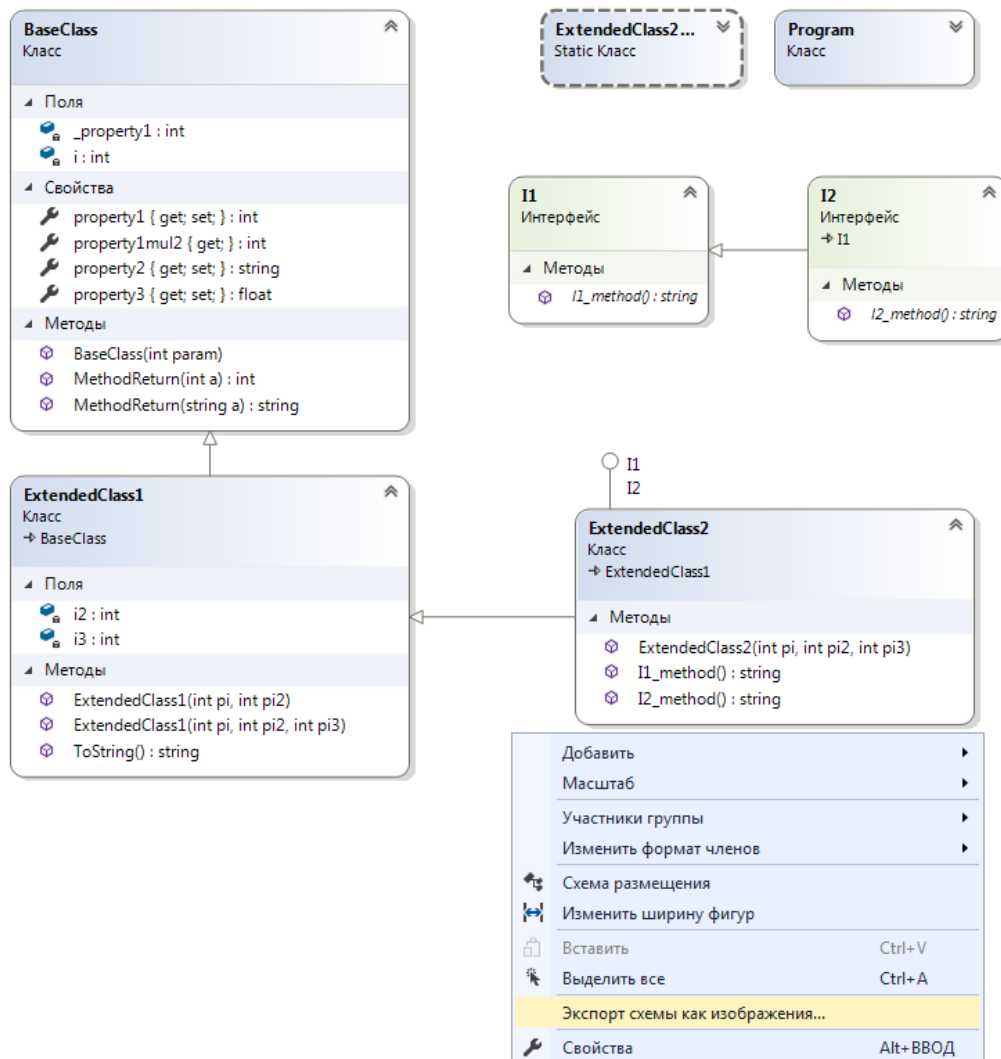 BaseClass
Класс
Поля
_property1 : int
i : int
Свойства
property1 { get; set; } : int
property1mul2 { get; } : int
property2 { get; set; } : string
property3 { get; set; } : float
Методы
BaseClass(int param)
MethodReturn(int a) : int
MethodReturn(string a) : string
ExtendedClass2...
Static Класс
Program
Класс
I1
Интерфейс
Методы
I1_method() : string
I2
Интерфейс
I1
Методы
I2_method() : string
ExtendedClass1
Класс
BaseClass
Поля
i2 : int
i3 : int
Методы
ExtendedClass1(int pi, int pi2)
ExtendedClass1(int pi, int pi2, int pi3)
ToString() : string
I1
I2
ExtendedClass2
Класс
ExtendedClass1
Методы
ExtendedClass2(int pi, int pi2, int pi3)
I1_method() : string
I2_method() : string
Добавить
Масштаб
Участники группы
Изменить формат членов
Схема размещения
Изменить ширину фигур
Вставить Ctrl+V
Выделить все Ctrl+A
Экспорт схемы как изображения...
Свойства Alt+ВВОД